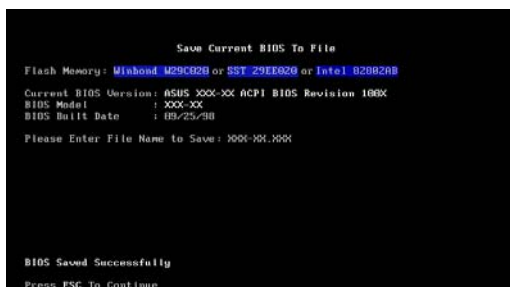 Save Current BIOS To File
Flash Memory: Winbond W29C020 or SST 29EE020 or Intel 82802AB
Current BIOS Version: ASUS XXX-XX ACPI BIOS Revision 100X
BIOS Model : XXX-XX
BIOS Built Date : 09/25/98
Please Enter File Name to Save: XXX-XX.XXX
BIOS Saved Successfully
Press ESC To Continue